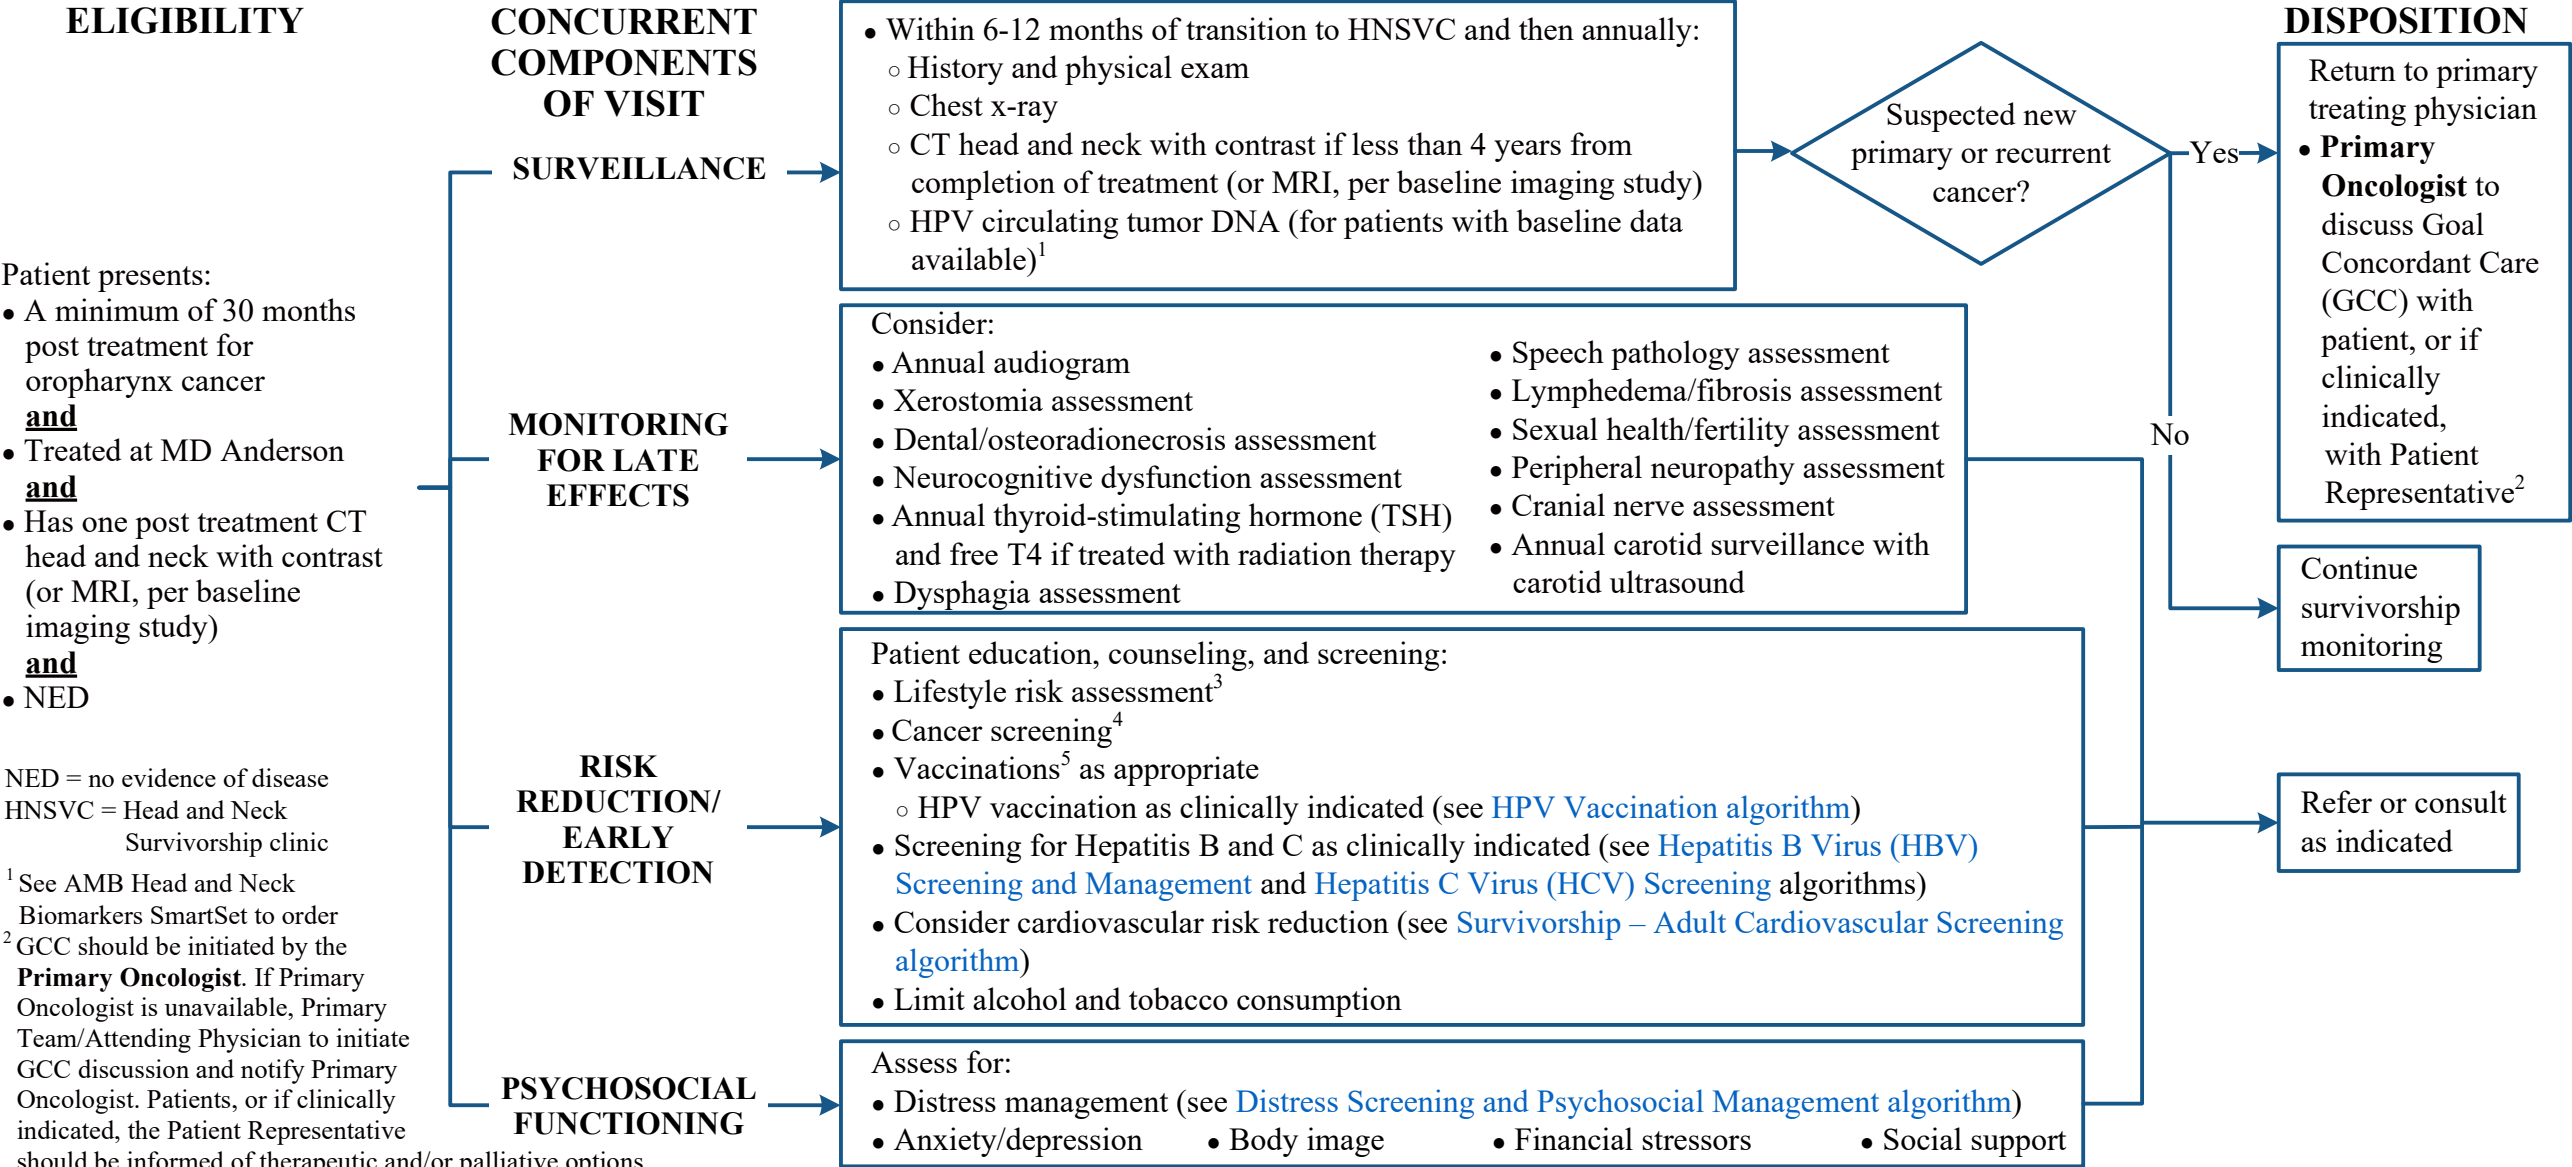 ELIGIBILITY
CONCURRENT
COMPONENTS
OF VISIT
DISPOSITION
Patient presents:
● A minimum of 30 months
post treatment for
oropharynx cancer
and
● Treated at MD Anderson
and
● Has one post treatment CT
head and neck with contrast
(or MRI, per baseline
imaging study)
and
● NED
SURVEILLANCE
● Within 6-12 months of transition to HNSVC and then annually:
○ History and physical exam
○ Chest x-ray
○ CT head and neck with contrast if less than 4 years from
completion of treatment (or MRI, per baseline imaging study)
○ HPV circulating tumor DNA (for patients with baseline data
available)1
Suspected new
primary or recurrent
cancer?
Yes
No
Return to primary
treating physician
● Primary
Oncologist to
discuss Goal
Concordant Care
(GCC) with
patient, or if
clinically
indicated,
with Patient
Representative2
Continue
survivorship
monitoring
MONITORING
FOR LATE
EFFECTS
Consider:
● Annual audiogram
● Xerostomia assessment
● Dental/osteoradionecrosis assessment
● Neurocognitive dysfunction assessment
● Annual thyroid-stimulating hormone (TSH)
and free T4 if treated with radiation therapy
● Dysphagia assessment
● Speech pathology assessment
● Lymphedema/fibrosis assessment
● Sexual health/fertility assessment
● Peripheral neuropathy assessment
● Cranial nerve assessment
● Annual carotid surveillance with
carotid ultrasound
RISK
REDUCTION/
EARLY
DETECTION
Patient education, counseling, and screening:
● Lifestyle risk assessment3
● Cancer screening4
● Vaccinations5 as appropriate
○ HPV vaccination as clinically indicated (see HPV Vaccination algorithm)
● Screening for Hepatitis B and C as clinically indicated (see Hepatitis B Virus (HBV)
Screening and Management and Hepatitis C Virus (HCV) Screening algorithms)
● Consider cardiovascular risk reduction (see Survivorship – Adult Cardiovascular Screening
algorithm)
● Limit alcohol and tobacco consumption
Refer or consult
as indicated
PSYCHOSOCIAL
FUNCTIONING
Assess for:
● Distress management (see Distress Screening and Psychosocial Management algorithm)
● Anxiety/depression ● Body image ● Financial stressors ● Social support
NED = no evidence of disease
HNSVC = Head and Neck
Survivorship clinic
1 See AMB Head and Neck
Biomarkers SmartSet to order
2 GCC should be initiated by the
Primary Oncologist. If Primary
Oncologist is unavailable, Primary
Team/Attending Physician to initiate
GCC discussion and notify Primary
Oncologist. Patients, or if clinically
indicated, the Patient Representative
should be informed of therapeutic and/or palliative options